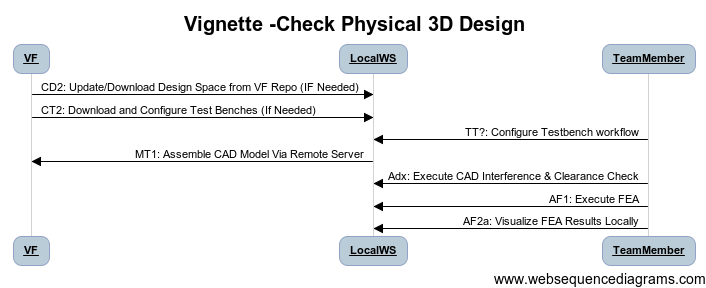 Vignette -Check Physical 3D Design
VF LocalWS TeamMember
CD2: Update/Download Design Space from VF Repo (IF Needed)
CT2: Download and Configure Test Benches (If Needed)
TT?: Configure Testbench workflow
MT1: Assemble CAD Model Via Remote Server
Adx: Execute CAD Interference & Clearance Check
AF1: Execute FEA
AF2a: Visualize FEA Results Locally
VF LocalWS TeamMember
www.websequencediagrams.com